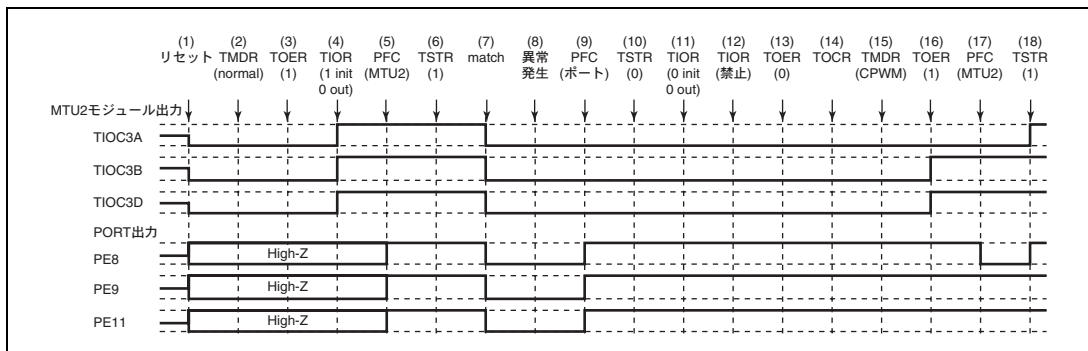 (1) (2) (3) (4) (5) (6) (7) (8) (9) (10) (11) (12) (13) (14) (15) (16) (17) (18)
リセット TMDR TOER TIOR PFC TSTR match 異常 PFC TSTR TIOR TIOR TOER TOCR TMDR TOER PFC TSTR
(normal) (1) (1 init (MTU2) (1) 発生 (ポート) (0) (0 init (禁止) (0) (CPWM) (1) (MTU2) (1)
0 out) 0 out)
MTU2モジュール出力
TIOC3A
TIOC3B
TIOC3D
PORT出力
PE8 High-Z
PE9 High-Z
PE11 High-Z